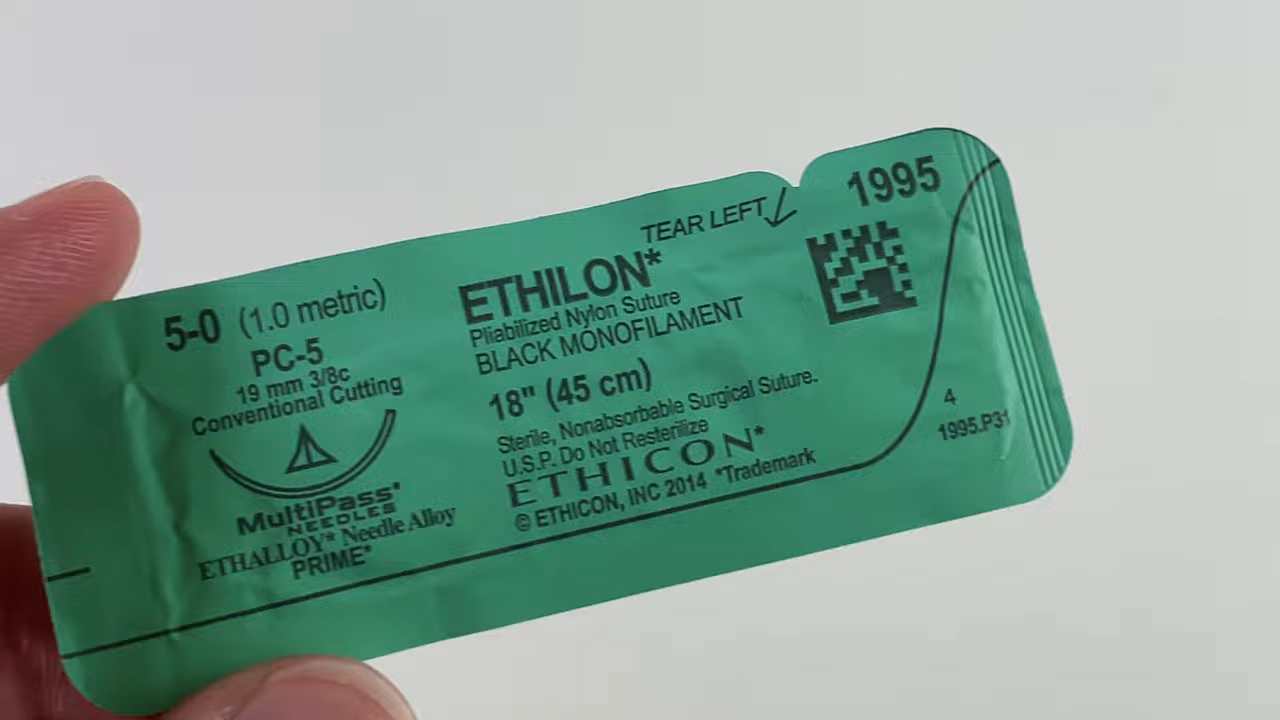 1995
TEAR LEFT
5-0 (1.0 metric)
PC-5
19 mm 3/8c
Conventional Cutting
MultiPass*
NEEDLES
ETHALLOY* Needle Alloy
PRIME*
ETHILON*
Pliabilized Nylon Suture
BLACK MONOFILAMENT
18" (45 cm)
Sterile, Nonabsorbable Surgical Suture.
U.S.P. Do Not Resterilize
ETHICON*
© ETHICON, INC 2014 *Trademark
4
1995.P31